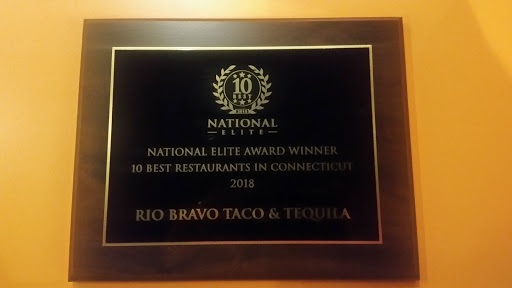 10
BEST
NATIONAL
ELITE
NATIONAL ELITE AWARD WINNER
10 BEST RESTAURANTS IN CONNECTICUT
2018
RIO BRAVO TACO & TEQUILA